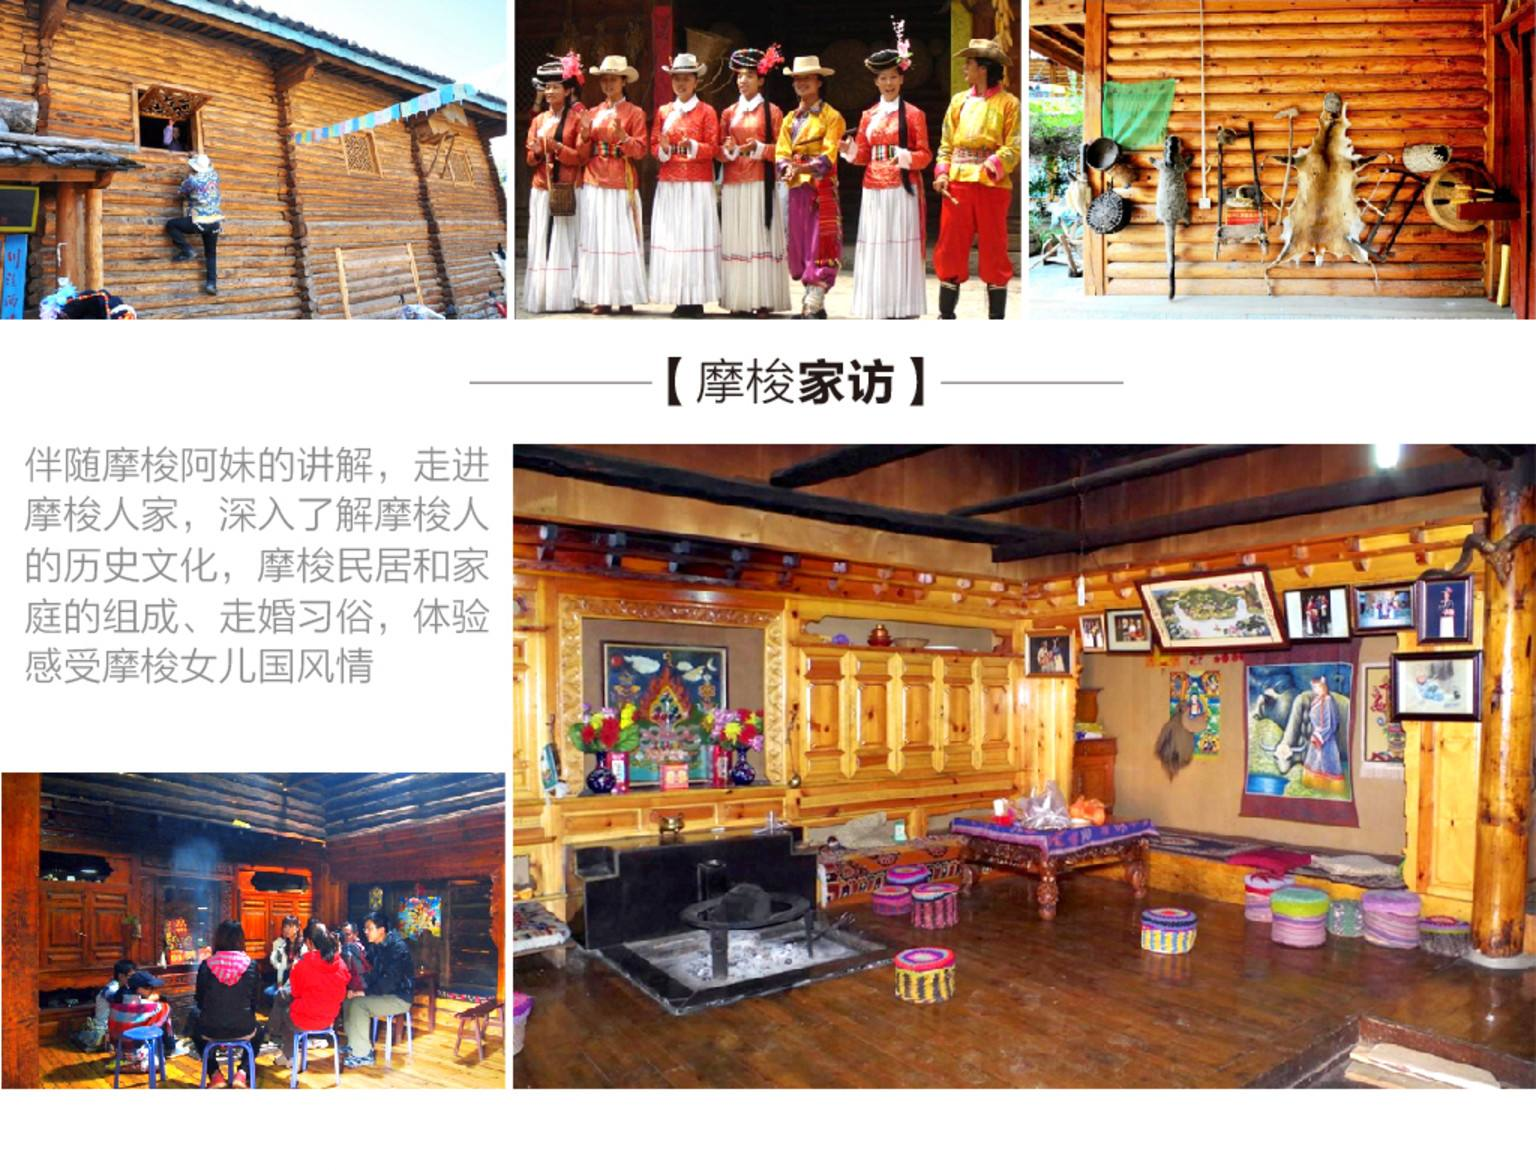 【摩梭家访】
伴随摩梭阿妹的讲解，走进
摩梭人家，深入了解摩梭人
的历史文化，摩梭民居和家
庭的组成、走婚习俗，体验
感受摩梭女儿国风情